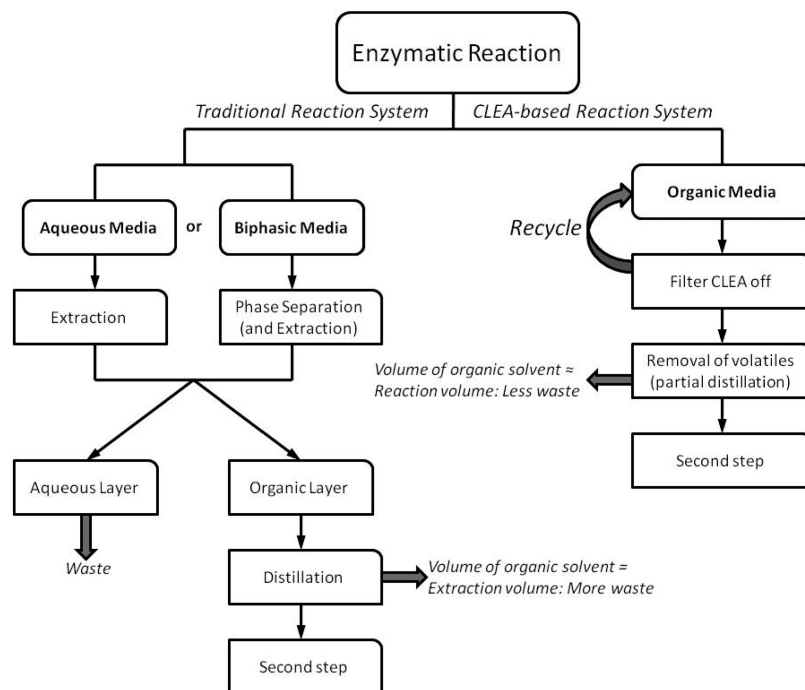 Enzymatic Reaction
Traditional Reaction System
CLEA-based Reaction System
Aqueous Media
or
Biphasic Media
Organic Media
Recycle
Extraction
Phase Separation
(and Extraction)
Filter CLEA off
Volume of organic solvent ≈
Reaction volume: Less waste
Removal of volatiles
(partial distillation)
Aqueous Layer
Organic Layer
Second step
Waste
Distillation
Volume of organic solvent =
Extraction volume: More waste
Second step